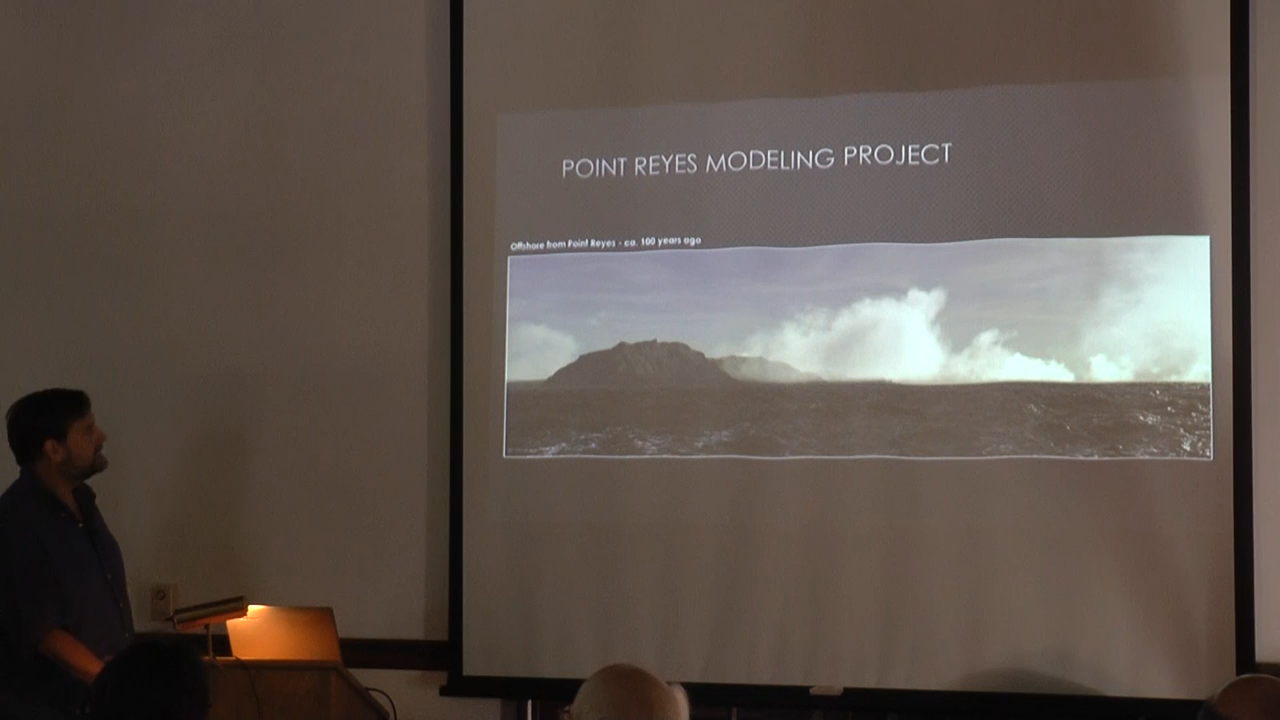 POINT REYES MODELING PROJECT
Offshore from Point Reyes - ca. 100 years ago